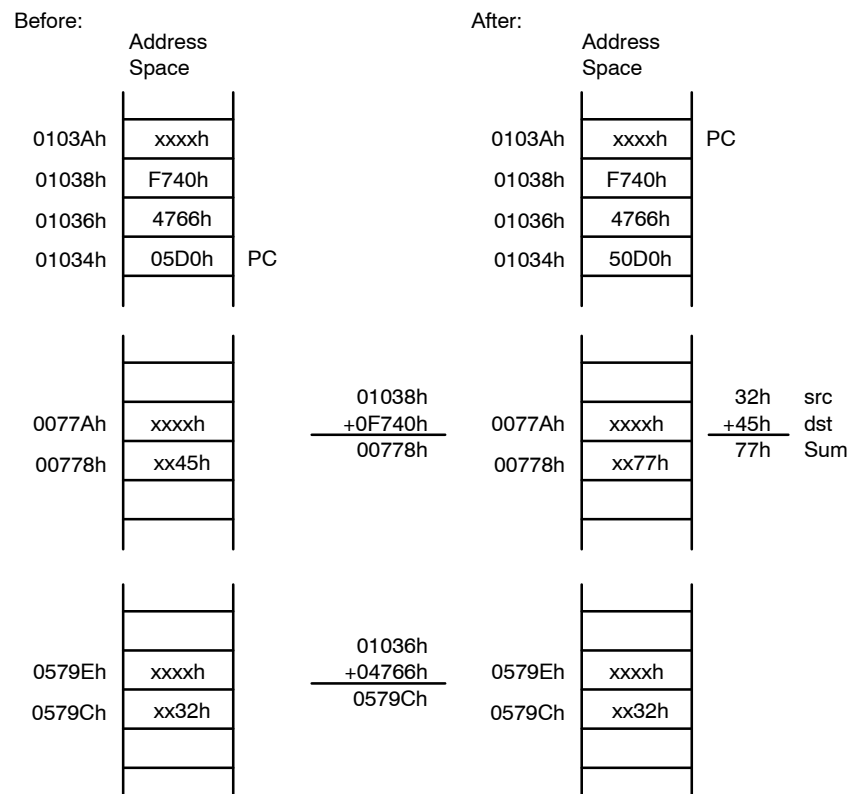 Before:
After:
Address
Space
Address
Space
0103Ah xxxxh
0103Ah xxxxh PC
01038h F740h
01038h F740h
01036h 4766h
01036h 4766h
01034h 05D0h PC
01034h 50D0h
01038h
+0F740h
00778h
32h src
+45h dst
77h Sum
0077Ah xxxxh
0077Ah xxxxh
00778h xx45h
00778h xx77h
01036h
+04766h
0579Ch
0579Eh xxxxh
0579Eh xxxxh
0579Ch xx32h
0579Ch xx32h